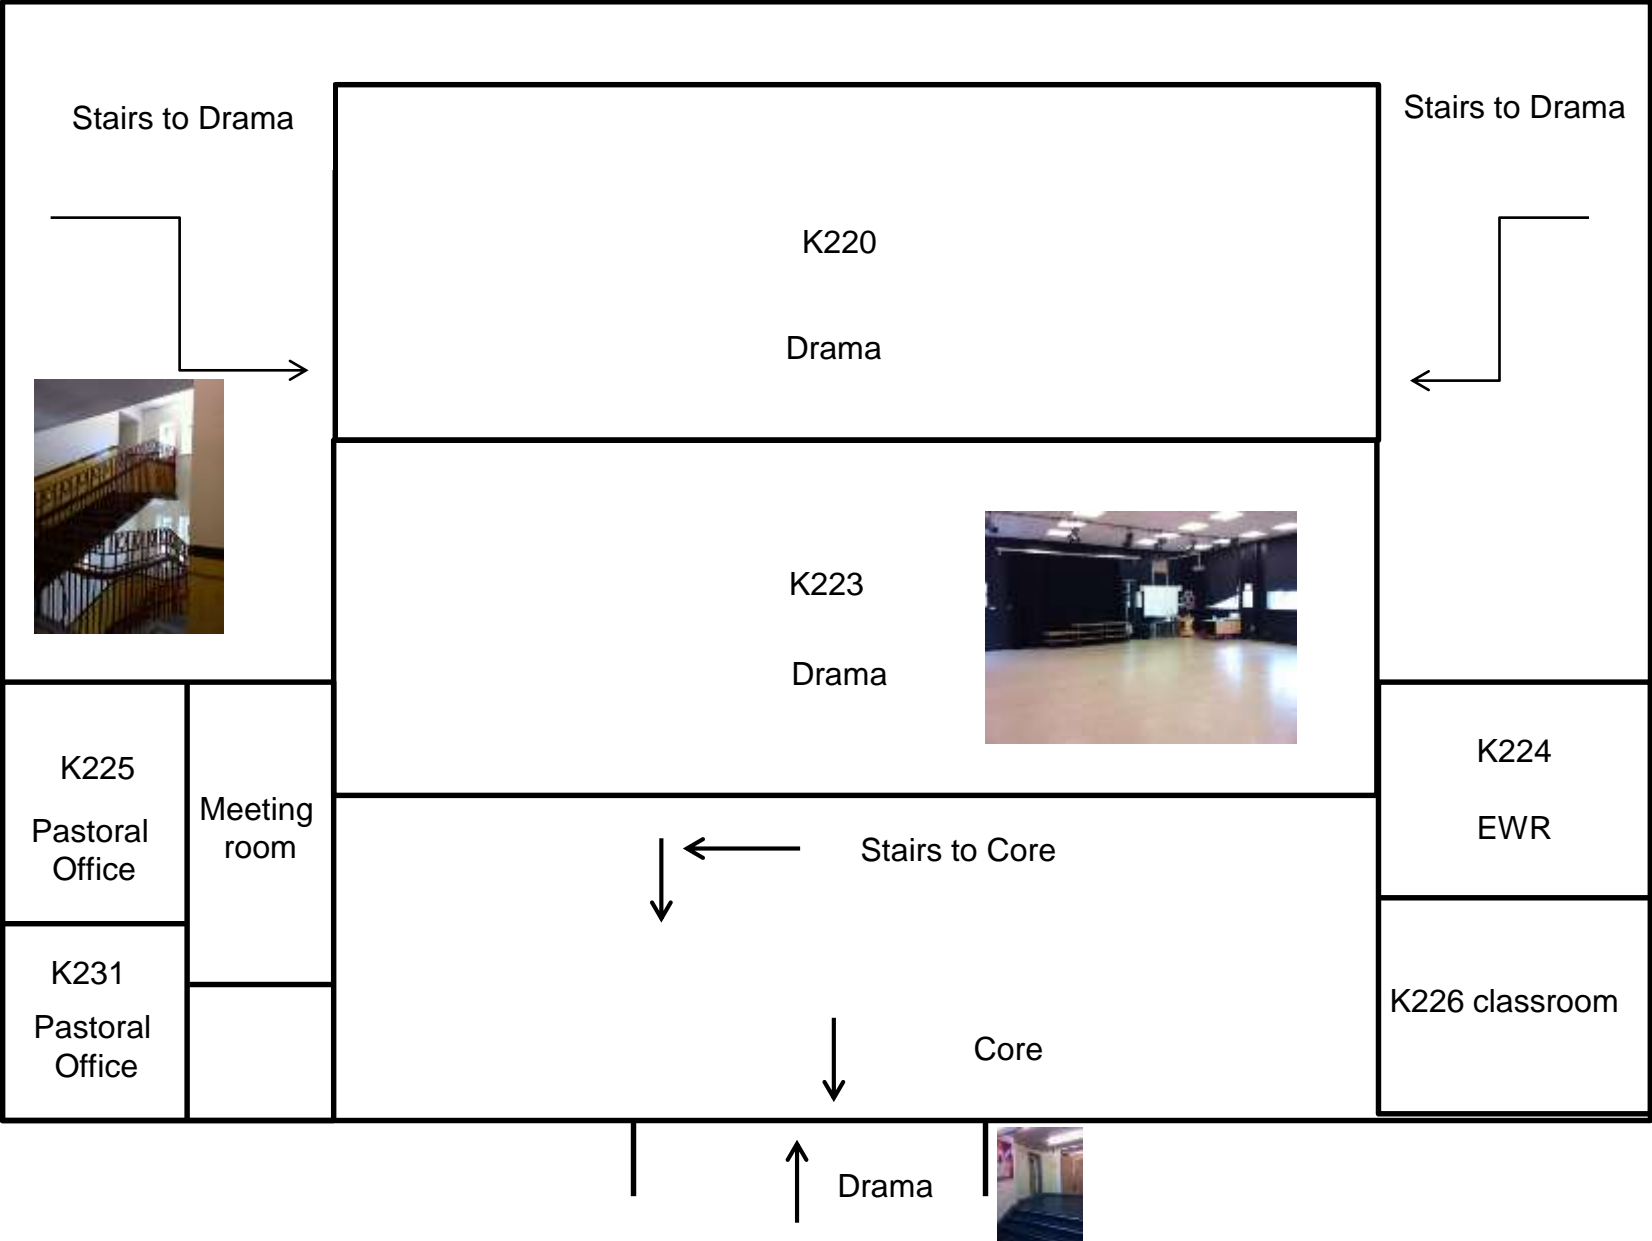 Stairs to Drama
Stairs to Drama
K220
Drama
K223
Drama
K225
Pastoral
Office
Meeting
room
K224
EWR
Stairs to Core
K231
Pastoral
Office
K226 classroom
Core
Drama